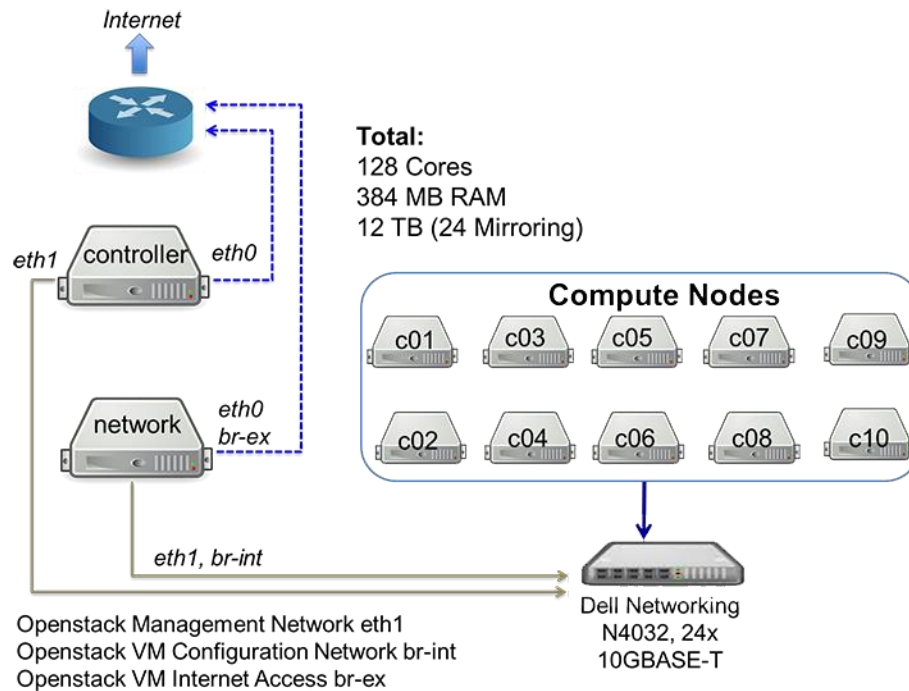 Internet
Total:
128 Cores
384 MB RAM
12 TB (24 Mirroring)
eth1
controller
eth0
Compute Nodes
c01
c03
c05
c07
c09
network
eth0
br-ex
c02
c04
c06
c08
c10
eth1, br-int
Dell Networking
N4032, 24x
10GBASE-T
Openstack Management Network eth1
Openstack VM Configuration Network br-int
Openstack VM Internet Access br-ex